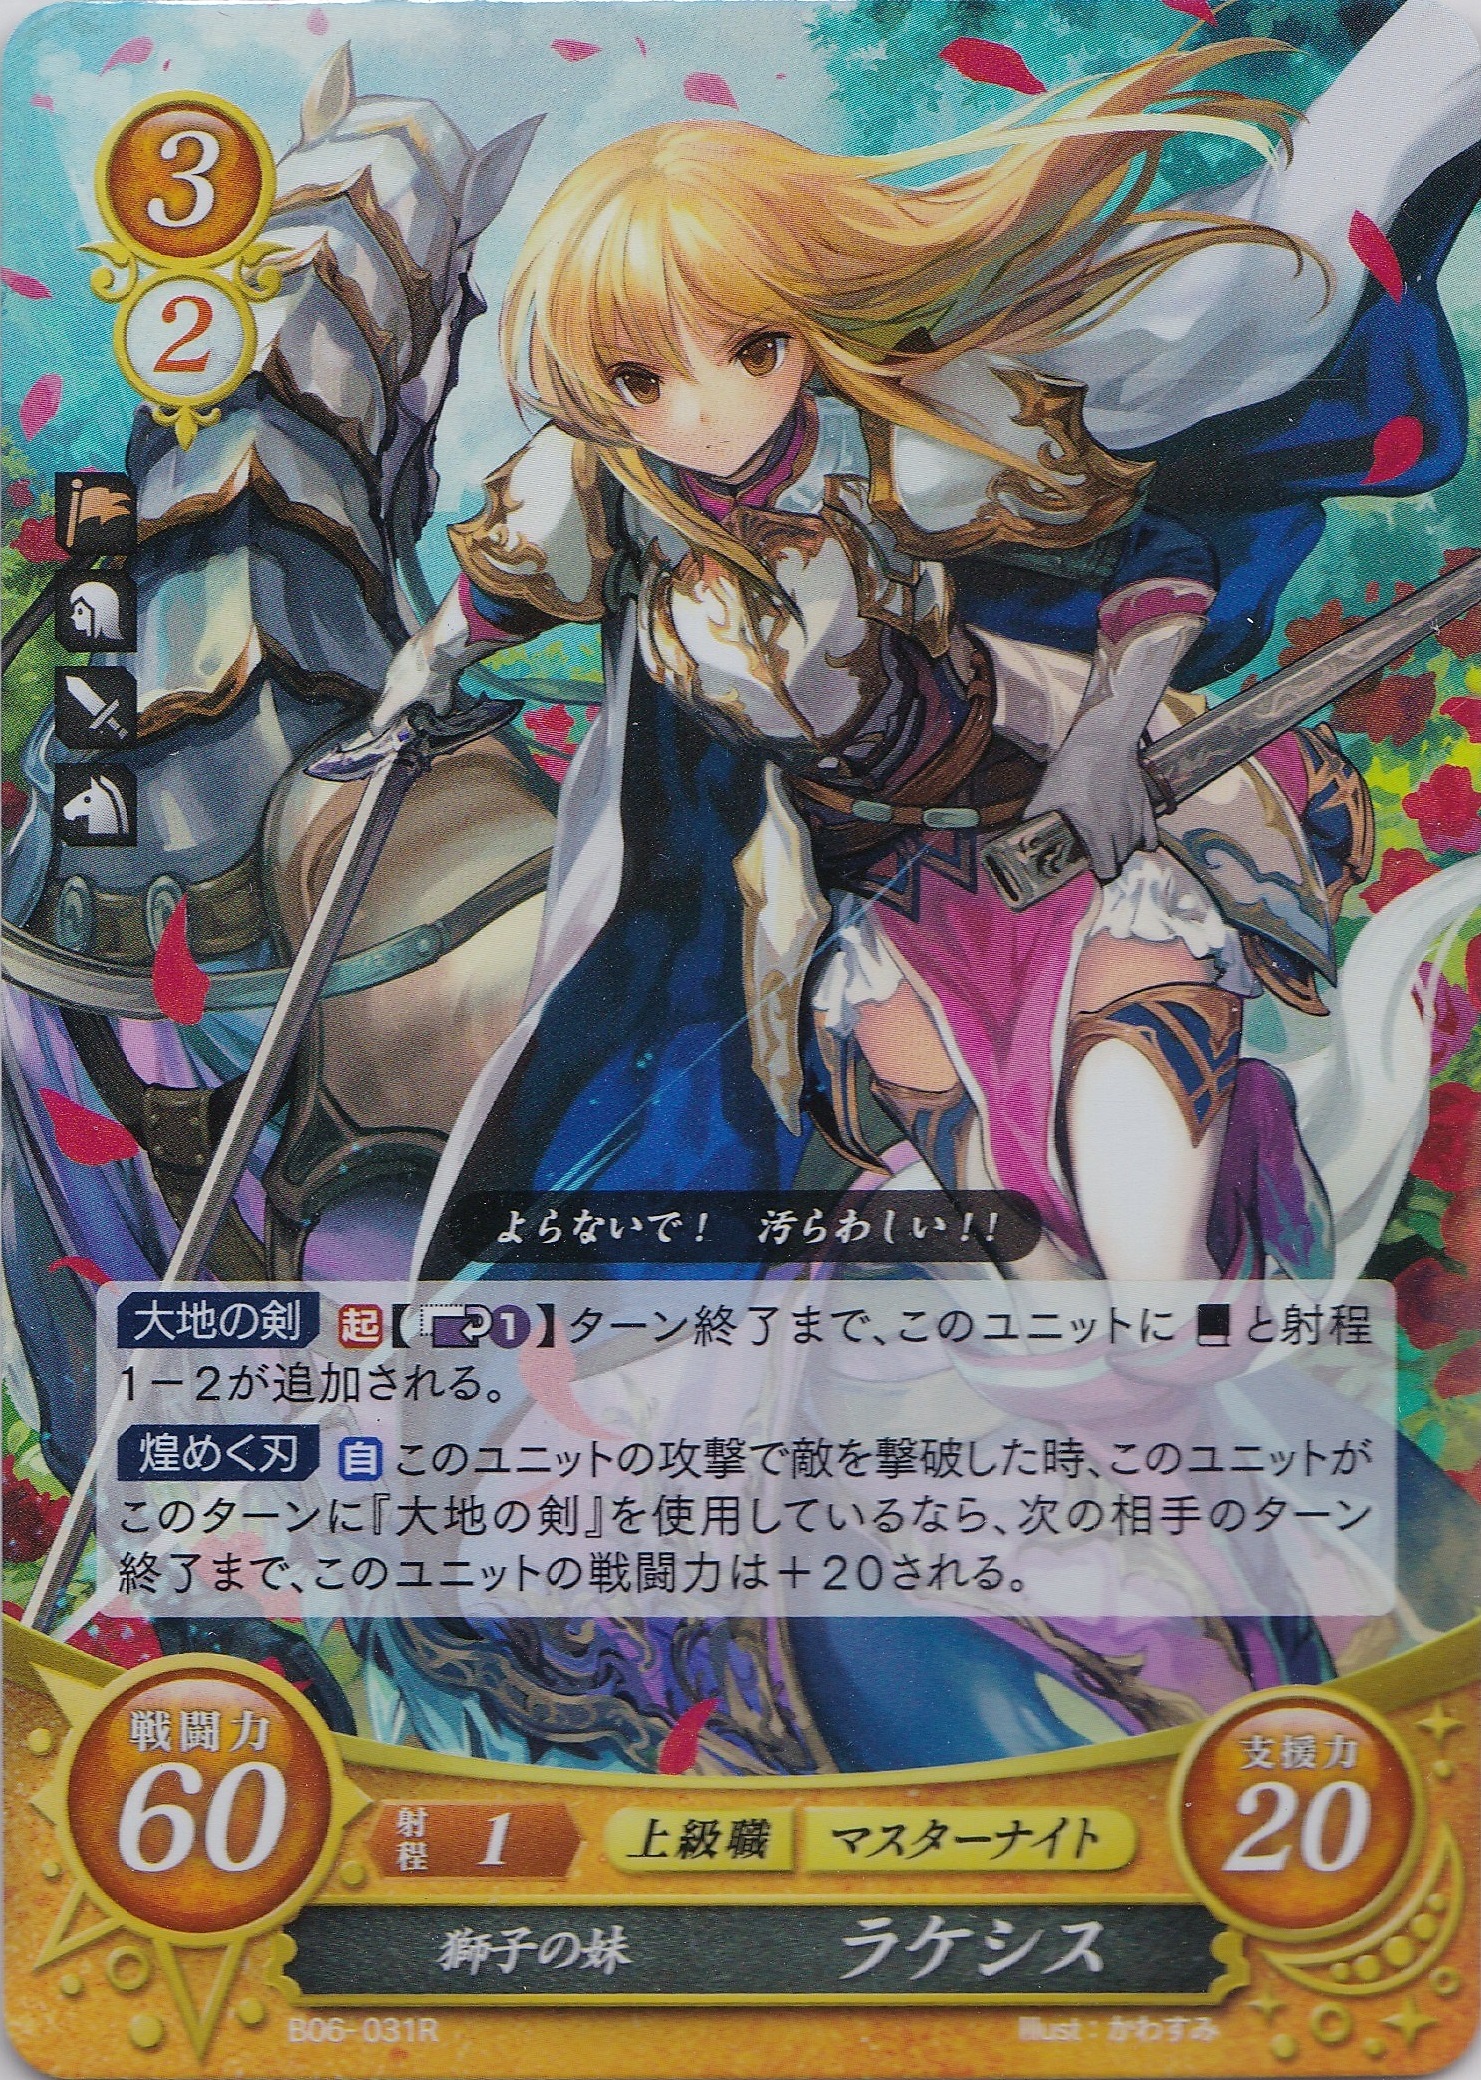 3
2
よらないで！　汚らわしい!!
大地の剣 起【1】ターン終了まで、このユニットに と射程
1－2が追加される。
煌めく刃 自 このユニットの攻撃で敵を撃破した時、このユニットが
このターンに『大地の剣』を使用しているなら、次の相手のターン
終了まで、このユニットの戦闘力は＋20される。
戦闘力
60
射程 1
上級職 マスターナイト
支援力
20
獅子の妹 ラケシス
B06-031R Illust：かわすみ